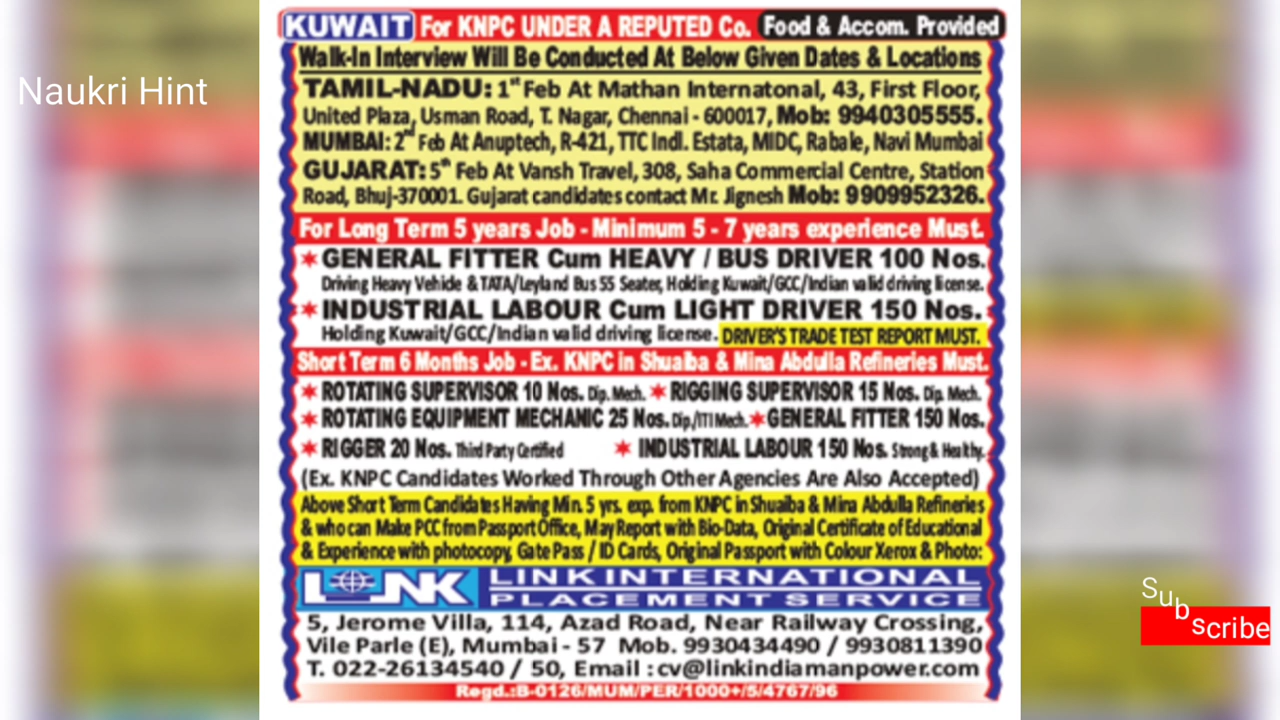 KUWAIT For KNPC UNDER A REPUTED Co. Food & Accom. Provided
Walk-In Interview Will Be Conducted At Below Given Dates & Locations
Naukri Hint
TAMIL-NADU: 1st Feb At Mathan Internatonal, 43, First Floor,
United Plaza, Usman Road, T. Nagar, Chennai - 600017, Mob: 9940305555.
MUMBAI: 2nd Feb At Anuptech, R-421, TTC Indl. Estata, MIDC, Rabale, Navi Mumbai
GUJARAT: 5th Feb At Vansh Travel, 308, Saha Commercial Centre, Station
Road, Bhuj-370001. Gujarat candidates contact Mr. Jignesh Mob: 9909952326.
For Long Term 5 years Job - Minimum 5 - 7 years experience Must.
* GENERAL FITTER Cum HEAVY / BUS DRIVER 100 Nos.
Driving Heavy Vehicle & TATA/Leyland Bus 55 Seater, Holding Kuwait/GCC/Indian valid driving license.
* INDUSTRIAL LABOUR Cum LIGHT DRIVER 150 Nos.
Holding Kuwait/GCC/Indian valid driving license. DRIVER'S TRADE TEST REPORT MUST.
Short Term 6 Months Job - Ex. KNPC in Shuaiba & Mina Abdulla Refineries Must.
* ROTATING SUPERVISOR 10 Nos. Dip. Mech. * RIGGING SUPERVISOR 15 Nos. Dip. Mech.
* ROTATING EQUIPMENT MECHANIC 25 Nos. Dip./ITI Mech. * GENERAL FITTER 150 Nos.
* RIGGER 20 Nos. Third Party Certified * INDUSTRIAL LABOUR 150 Nos. Strong & Healthy.
(Ex. KNPC Candidates Worked Through Other Agencies Are Also Accepted)
Above Short Term Candidates Having Min. 5 yrs. exp. from KNPC in Shuaiba & Mina Abdulla Refineries
& who can Make PCC from Passport Office, May Report with Bio-Data, Original Certificate of Educational
& Experience with photocopy, Gate Pass / ID Cards, Original Passport with Colour Xerox & Photo:
LINK LINK INTERNATIONAL
PLACEMENT SERVICE
Subscribe
5, Jerome Villa, 114, Azad Road, Near Railway Crossing,
Vile Parle (E), Mumbai - 57 Mob. 9930434490 / 9930811390
T. 022-26134540 / 50, Email : cv@linkindiamanpower.com
Regd.:B-0126/MUM/PER/1000+/5/4767/96